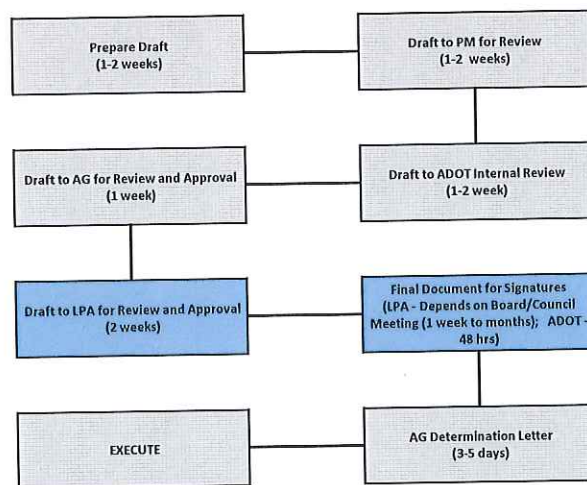 Prepare Draft
(1-2 weeks)
Draft to PM for Review
(1-2 weeks)
Draft to ADOT Internal Review
(1-2 week)
Draft to AG for Review and Approval
(1 week)
Draft to LPA for Review and Approval
(2 weeks)
Final Document for Signatures
(LPA - Depends on Board/Council
Meeting (1 week to months); ADOT -
48 hrs)
AG Determination Letter
(3-5 days)
EXECUTE